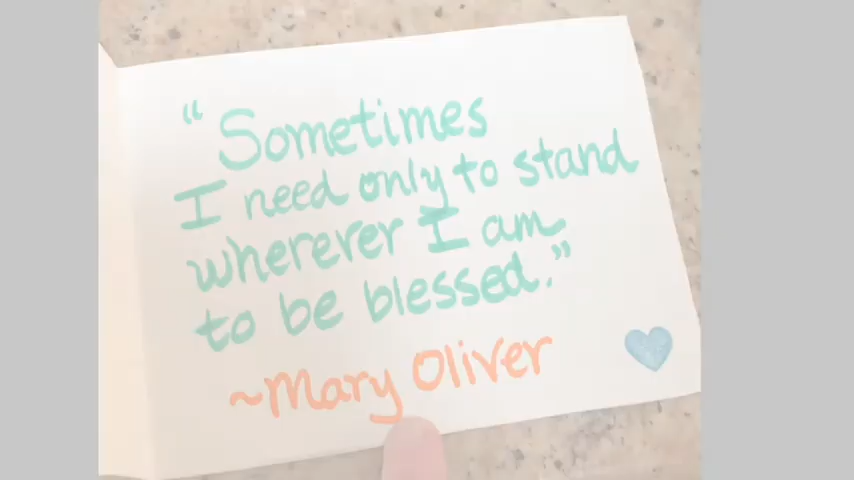 “Sometimes
I need only to stand
wherever I am
to be blessed.”
~Mary Oliver